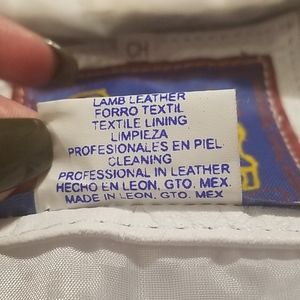 LAMB LEATHER
FORRO TEXTIL
TEXTILE LINING
LIMPIEZA
PROFESIONALES EN PIEL.
CLEANING
PROFESSIONAL IN LEATHER
HECHO EN LEON, GTO. MEX.
MADE IN LEON, GTO. MEX.